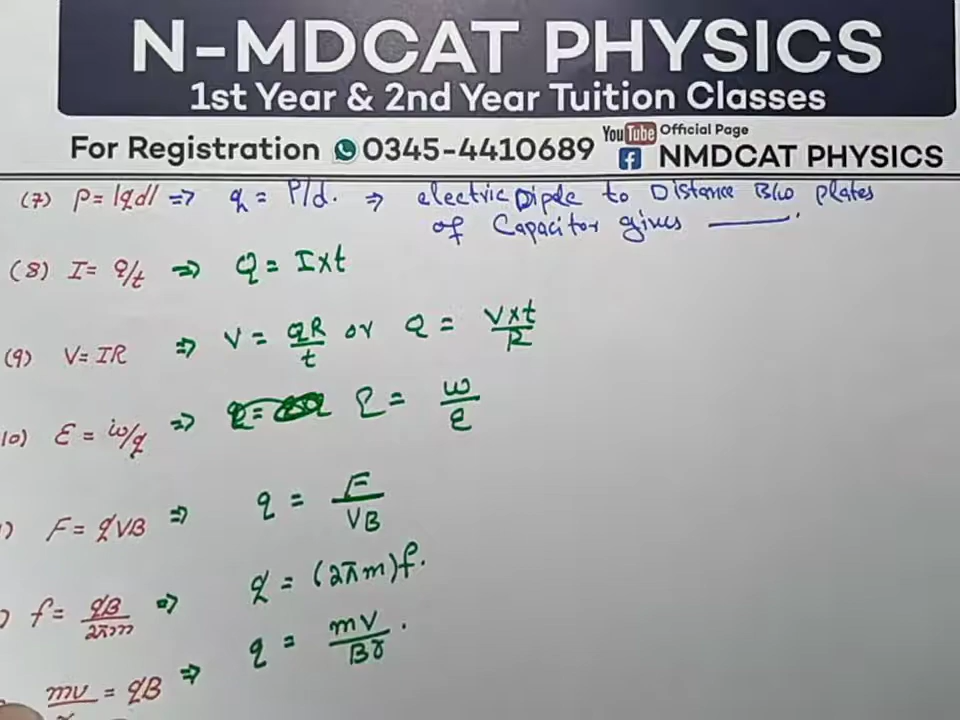 N-MDCAT PHYSICS
1st Year & 2nd Year Tuition Classes
For Registration 0345-4410689 YouTube Official Page
NMDCAT PHYSICS
(7) P = |qd| => q = P/d. => electric Dipole to Distance B/w plates
of Capacitor gives ———.
(8) I = Q/t => Q = I×t
(9) V = IR => V = QR/t or Q = V×t/R
10) ε = w/q => q = w/ε
) F = qVB => q = F/VB
) f = qB/2πm => q = (2πm)f.
mv = qB => q = mV/Br.